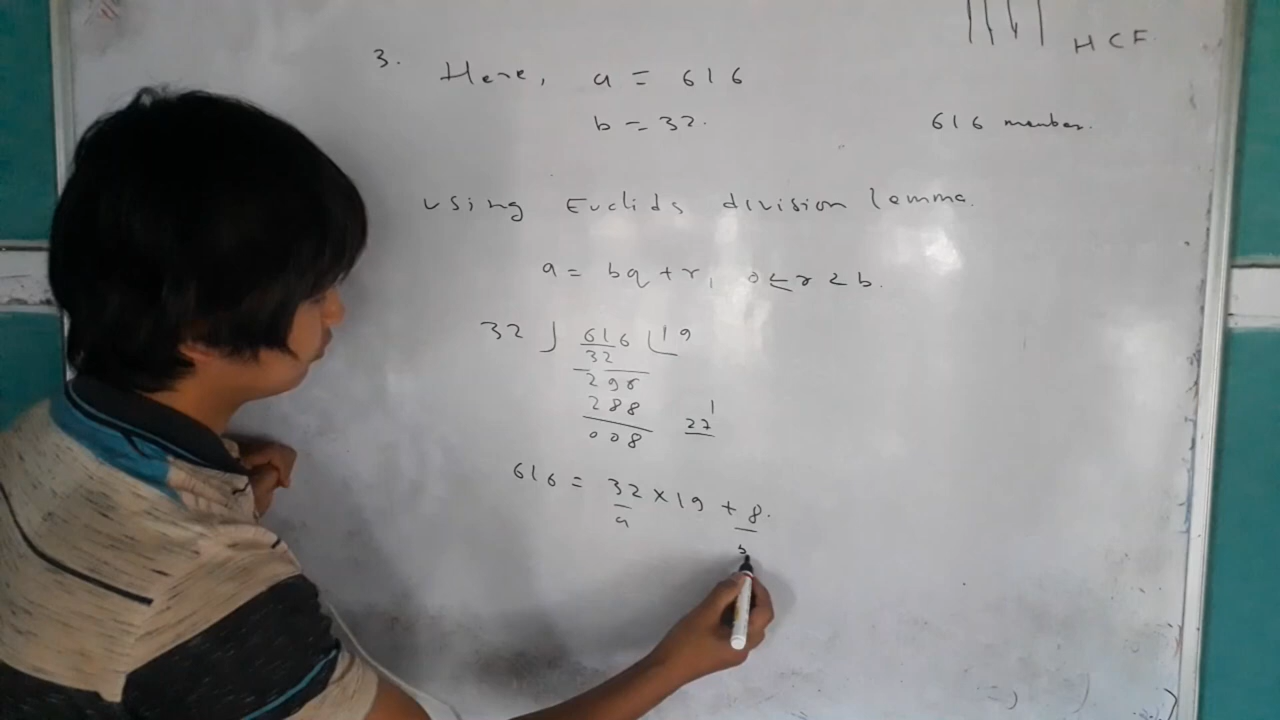 HCF
3. Here, a = 616
b = 32.
616 member.
Using Euclids division lemma.
a = bq + r, 0 ≤ r < b.
32 ) 616 ( 19
32
296
288
27 1
008
616 = 32 × 19 + 8.
a
b